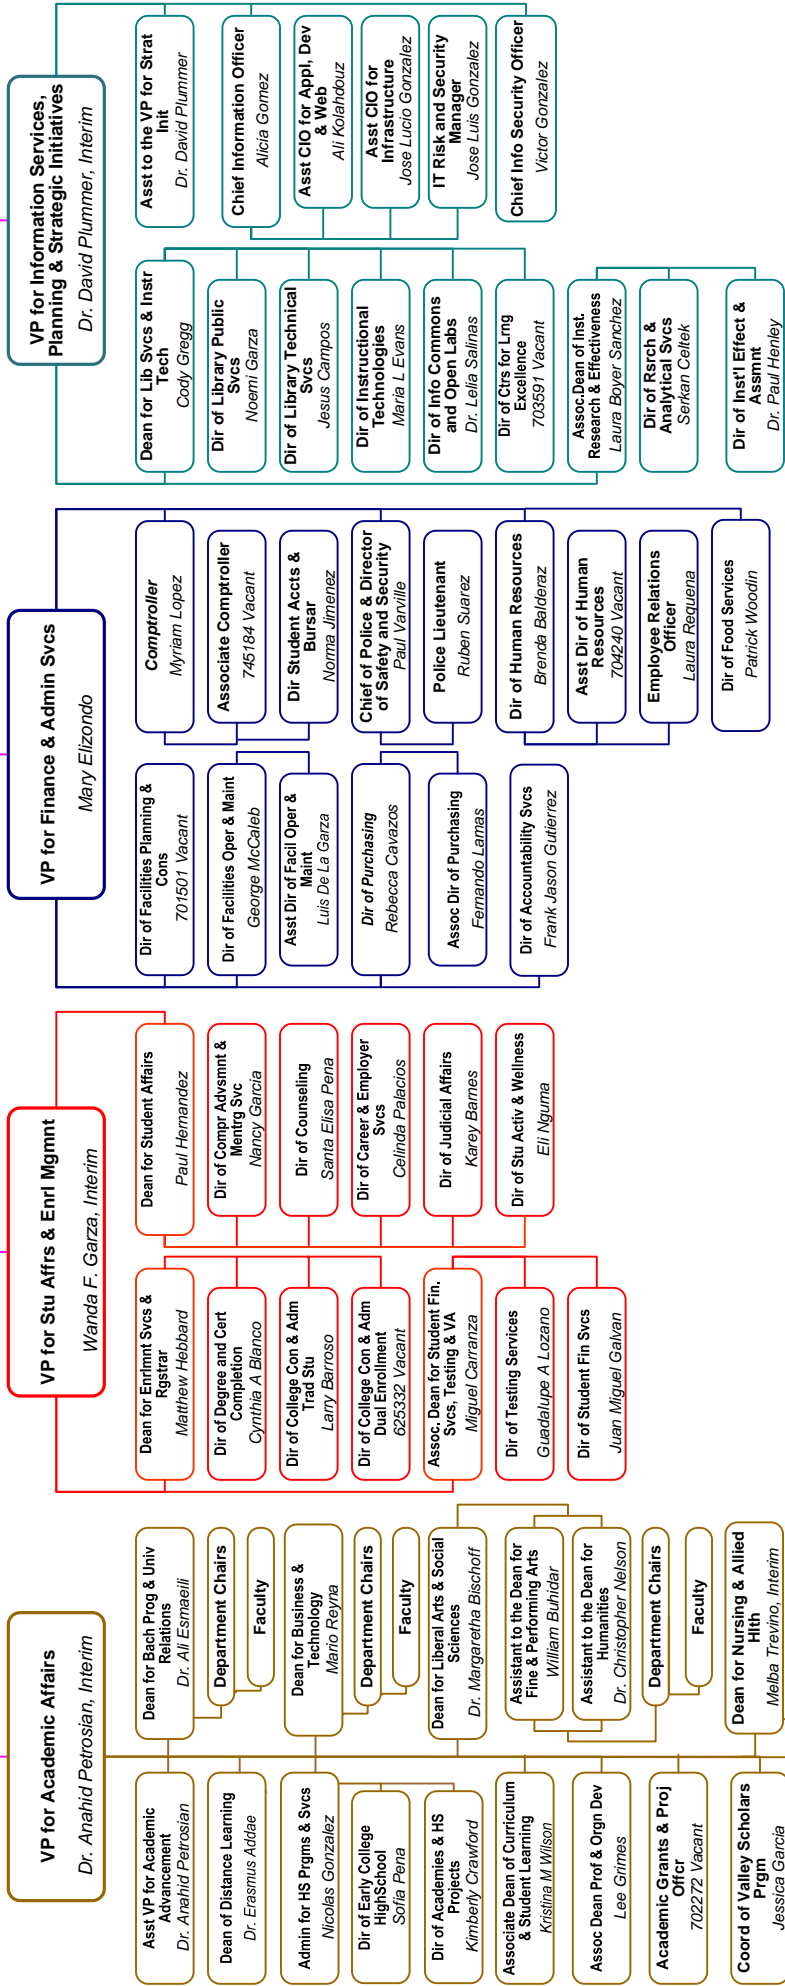 VP for Academic Affairs
Dr. Anahid Petrosian, Interim
Asst VP for Academic
Advancement
Dr. Anahid Petrosian
Dean of Distance Learning
Dr. Erasmus Addae
Admin for HS Prgms & Svcs
Nicolas Gonzalez
Dir of Early College
HighSchool
Sofia Pena
Dir of Academies & HS
Projects
Kimberly Crawford
Associate Dean of Curriculum
& Student Learning
Kristina M Wilson
Assoc Dean Prof & Orgn Dev
Lee Grimes
Academic Grants & Proj
Offcr
702272 Vacant
Coord of Valley Scholars
Prgm
Jessica Garcia
Dean for Bach Prog & Univ
Relations
Dr. Ali Esmaeili
Department Chairs
Faculty
Dean for Business &
Technology
Mario Reyna
Department Chairs
Faculty
Dean for Liberal Arts & Social
Sciences
Dr. Margaretha Bischoff
Assistant to the Dean for
Fine & Performing Arts
William Buhidar
Assistant to the Dean for
Humanities
Dr. Christopher Nelson
Department Chairs
Faculty
Dean for Nursing & Allied
Hlth
Melba Trevino, Interim
VP for Stu Affrs & Enrl Mgmnt
Wanda F. Garza, Interim
Dean for Enrlmnt Svcs &
Rgstrar
Matthew Hebbard
Dir of Degree and Cert
Completion
Cynthia A Blanco
Dir of College Con & Adm
Trad Stu
Larry Barroso
Dir of College Con & Adm
Dual Enrollment
625332 Vacant
Assoc. Dean for Student Fin.
Svcs, Testing & VA
Miguel Carranza
Dir of Testing Services
Guadalupe A Lozano
Dir of Student Fin Svcs
Juan Miguel Galvan
Dean for Student Affairs
Paul Hernandez
Dir of Compr Advsmnt &
Mentrg Svc
Nancy Garcia
Dir of Counseling
Santa Elisa Pena
Dir of Career & Employer
Svcs
Celinda Palacios
Dir of Judicial Affairs
Karey Barnes
Dir of Stu Activ & Wellness
Eli Nguma
VP for Finance & Admin Svcs
Mary Elizondo
Dir of Facilities Planning &
Cons
701501 Vacant
Dir of Facilities Oper & Maint
George McCaleb
Asst Dir of Facil Oper &
Maint
Luis De La Garza
Dir of Purchasing
Rebecca Cavazos
Assoc Dir of Purchasing
Fernando Lamas
Dir of Accountability Svcs
Frank Jason Gutierrez
Comptroller
Myriam Lopez
Associate Comptroller
745184 Vacant
Dir Student Accts &
Bursar
Norma Jimenez
Chief of Police & Director
of Safety and Security
Paul Varville
Police Lieutenant
Ruben Suarez
Dir of Human Resources
Brenda Balderaz
Asst Dir of Human
Resources
704240 Vacant
Employee Relations
Officer
Laura Requena
Dir of Food Services
Patrick Woodin
VP for Information Services,
Planning & Strategic Initiatives
Dr. David Plummer, Interim
Dean for Lib Svcs & Instr
Tech
Cody Gregg
Dir of Library Public
Svcs
Noemi Garza
Dir of Library Technical
Svcs
Jesus Campos
Dir of Instructional
Technologies
Maria L Evans
Dir of Info Commons
and Open Labs
Dr. Lelia Salinas
Dir of Ctrs for Lrng
Excellence
703591 Vacant
Assoc.Dean of Inst.
Research & Effectiveness
Laura Boyer Sanchez
Dir of Rsrch &
Analytical Svcs
Serkan Celtek
Dir of Inst'l Effect &
Assmnt
Dr. Paul Henley
Asst to the VP for Strat
Init
Dr. David Plummer
Chief Information Officer
Alicia Gomez
Asst CIO for Appl, Dev
& Web
Ali Kolahdouz
Asst CIO for
Infrastructure
Jose Lucio Gonzalez
IT Risk and Security
Manager
Jose Luis Gonzalez
Chief Info Security Officer
Victor Gonzalez